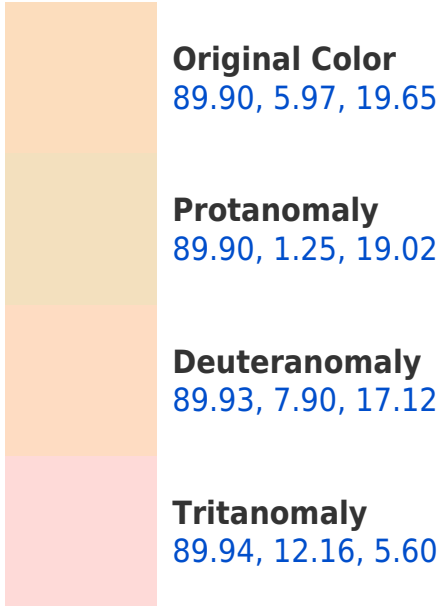 Original Color
89.90, 5.97, 19.65
Protanomaly
89.90, 1.25, 19.02
Deuteranomaly
89.93, 7.90, 17.12
Tritanomaly
89.94, 12.16, 5.60